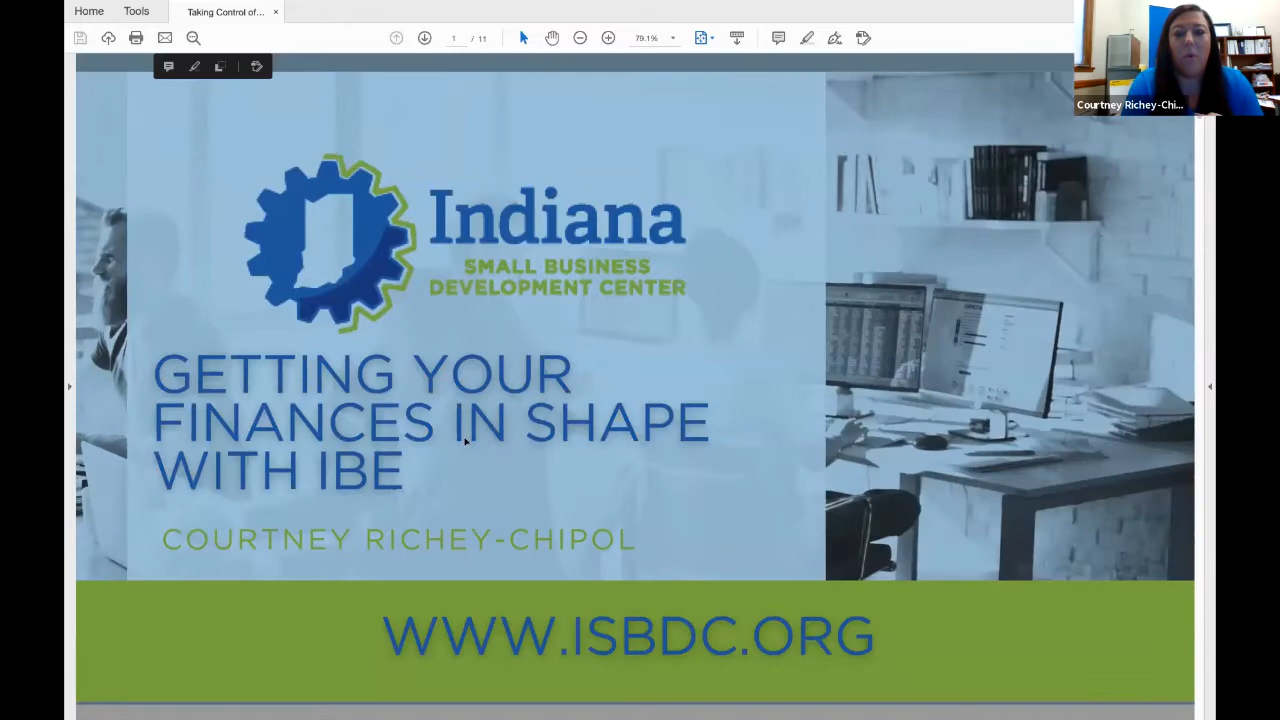 Home
Tools
Taking Control of...
×
1 / 11
79.1%
Courtney Richey-Chi...
Indiana
SMALL BUSINESS
DEVELOPMENT CENTER
GETTING YOUR
FINANCES IN SHAPE
WITH IBE
COURTNEY RICHEY-CHIPOL
WWW.ISBDC.ORG